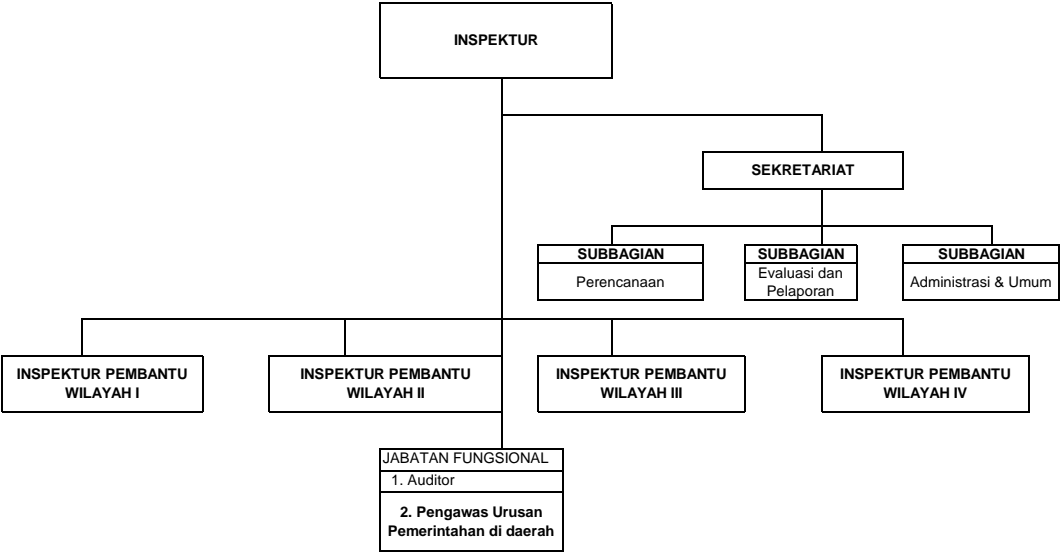 INSPEKTUR
SEKRETARIAT
SUBBAGIAN
Perencanaan
SUBBAGIAN
Evaluasi dan
Pelaporan
SUBBAGIAN
Administrasi & Umum
INSPEKTUR PEMBANTU
WILAYAH I
INSPEKTUR PEMBANTU
WILAYAH II
INSPEKTUR PEMBANTU
WILAYAH III
INSPEKTUR PEMBANTU
WILAYAH IV
JABATAN FUNGSIONAL
1. Auditor
2. Pengawas Urusan
Pemerintahan di daerah